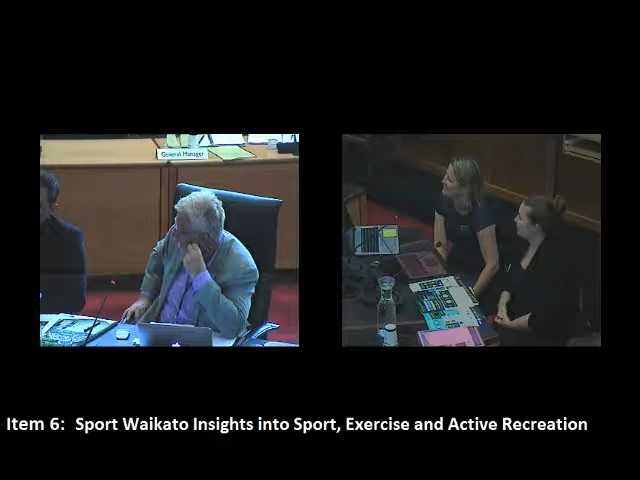 General Manager
Item 6: Sport Waikato Insights into Sport, Exercise and Active Recreation